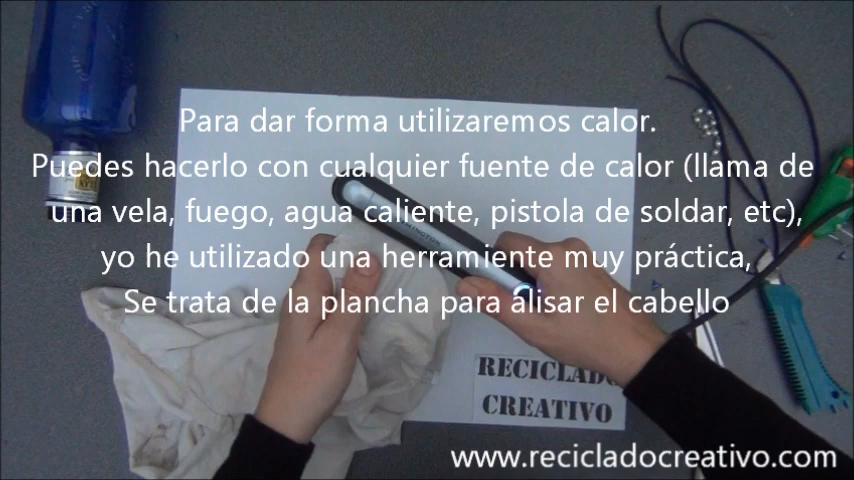 Para dar forma utilizaremos calor.
Puedes hacerlo con cualquier fuente de calor (llama de
una vela, fuego, agua caliente, pistola de soldar, etc),
yo he utilizado una herramiente muy práctica,
Se trata de la plancha para alisar el cabello
RECICLADO
CREATIVO
www.recicladocreativo.com